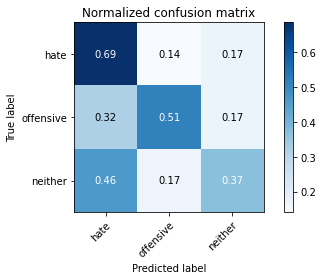 Normalized confusion matrix
True label
hate 0.69 0.14 0.17
offensive 0.32 0.51 0.17
neither 0.46 0.17 0.37
hate offensive neither
Predicted label
0.6
0.5
0.4
0.3
0.2